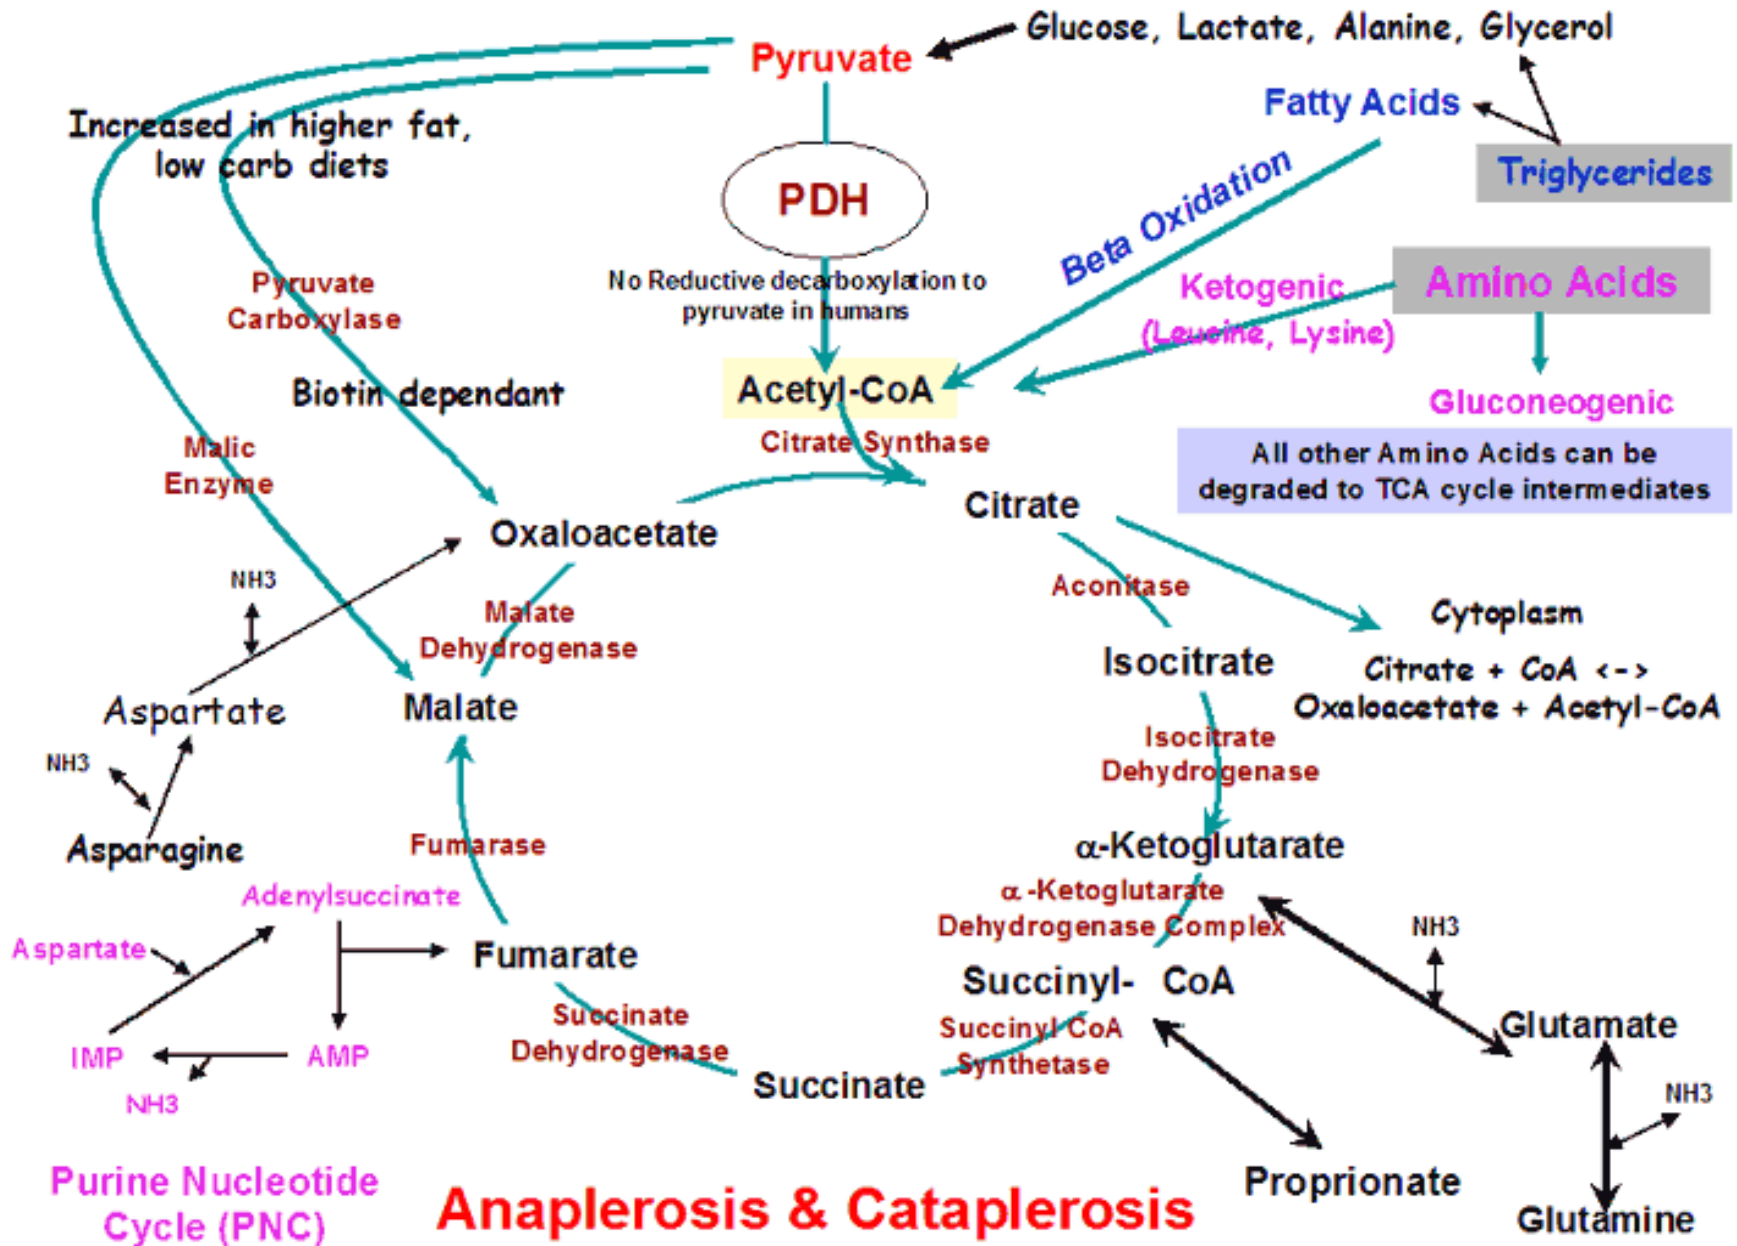 Glucose, Lactate, Alanine, Glycerol
Pyruvate
Fatty Acids
Increased in higher fat,
low carb diets
Triglycerides
PDH
Beta Oxidation
No Reductive decarboxylation to
pyruvate in humans
Ketogenic
(Leucine, Lysine)
Amino Acids
Pyruvate
Carboxylase
Acetyl-CoA
Gluconeogenic
Biotin dependant
Citrate Synthase
All other Amino Acids can be
degraded to TCA cycle intermediates
Malic
Enzyme
Citrate
Oxaloacetate
NH3
Aconitase
Malate
Dehydrogenase
Cytoplasm
Citrate + CoA <->
Oxaloacetate + Acetyl-CoA
Isocitrate
Aspartate
Malate
Isocitrate
Dehydrogenase
NH3
Asparagine
Fumarase
α-Ketoglutarate
α-Ketoglutarate
Dehydrogenase Complex
Adenylsuccinate
Aspartate
Fumarate
NH3
Succinyl- CoA
Succinate
Dehydrogenase
Succinyl CoA
Synthetase
Glutamate
IMP
AMP
NH3
Succinate
NH3
Purine Nucleotide
Cycle (PNC)
Anaplerosis & Cataplerosis
Proprionate
Glutamine